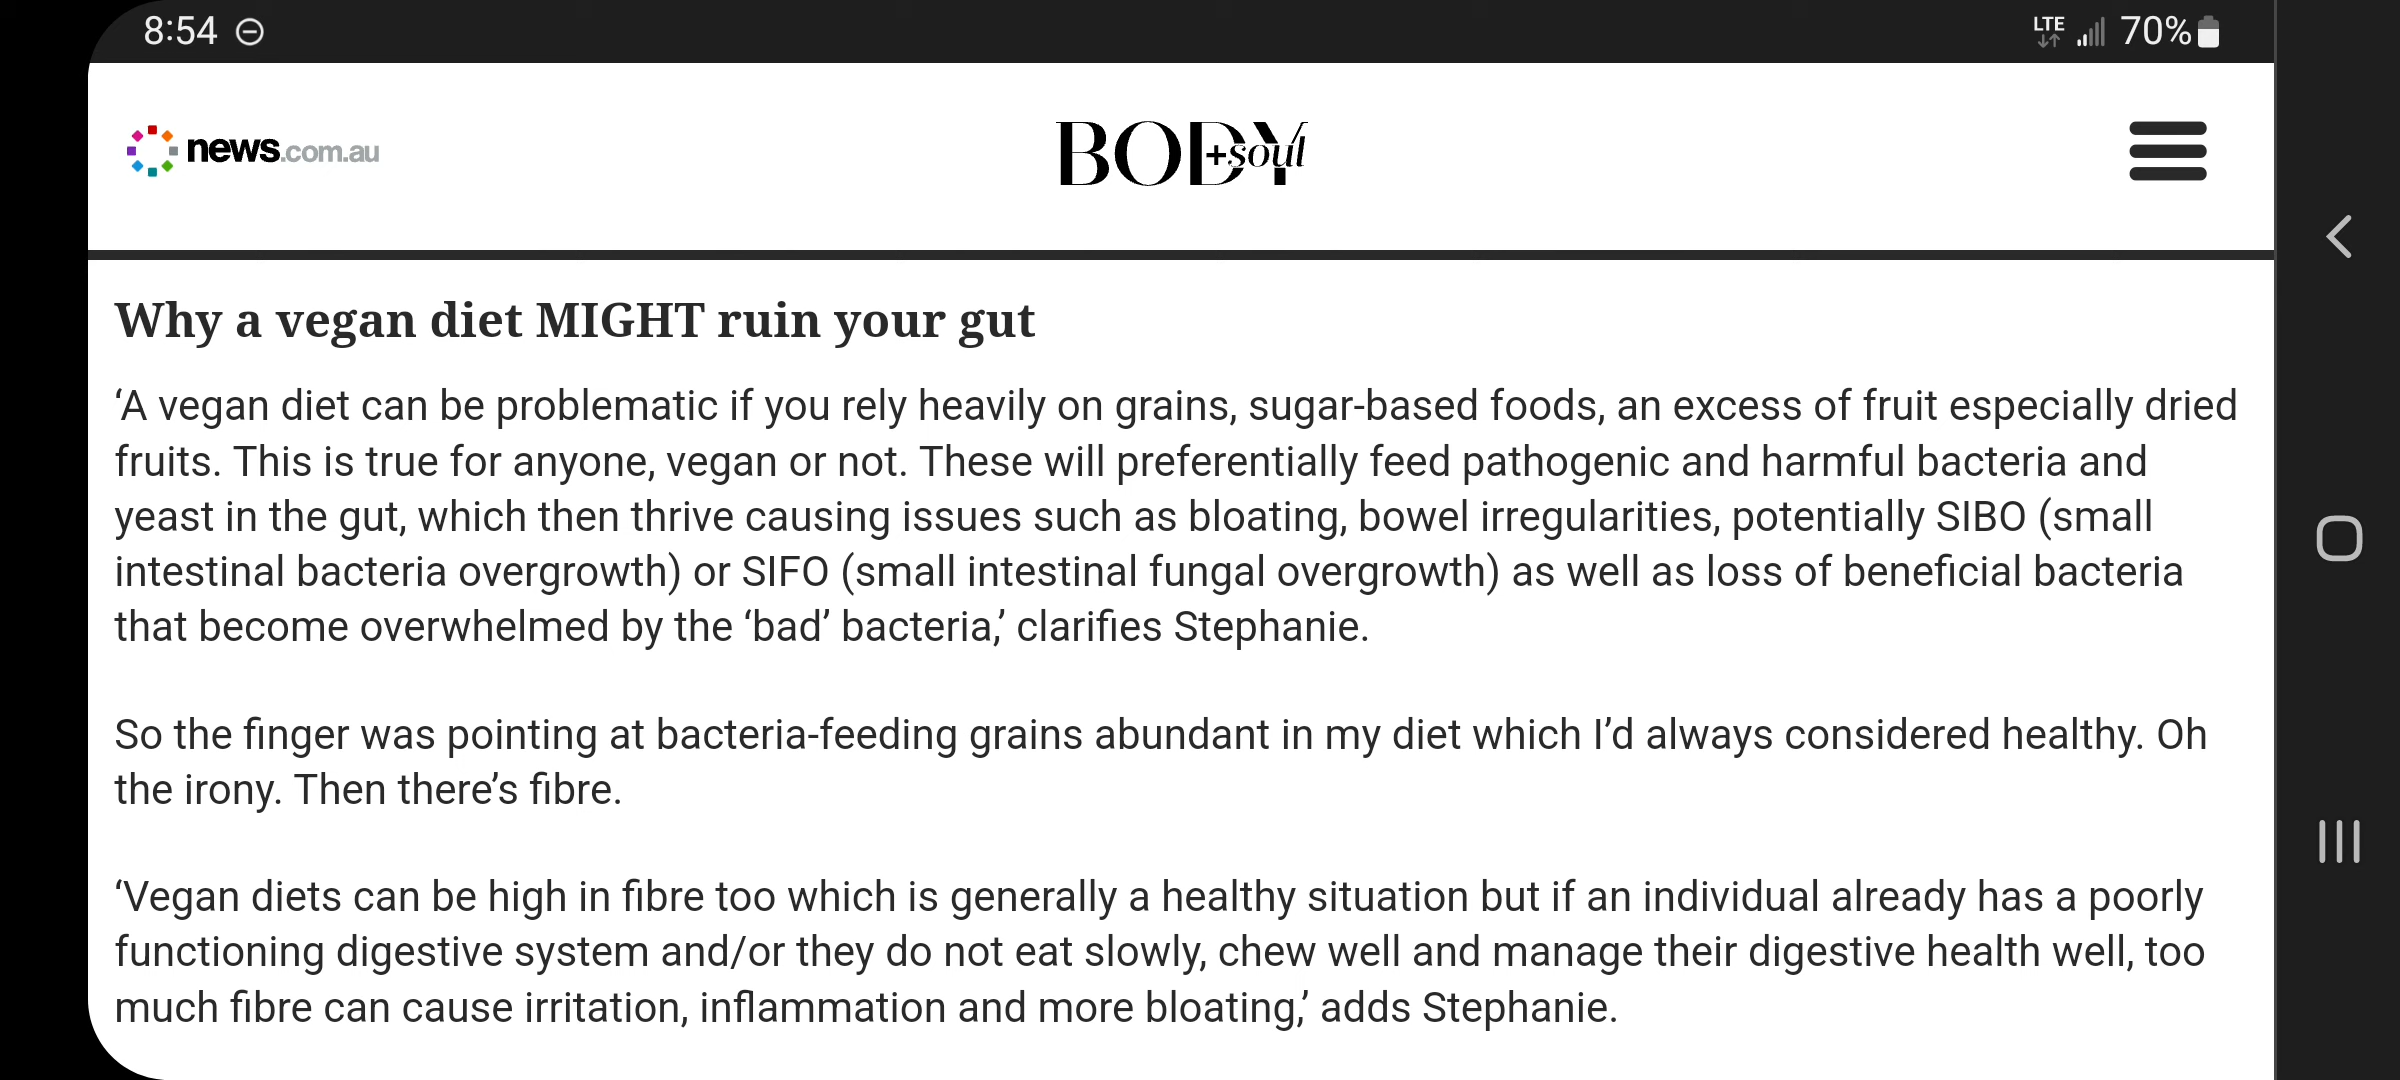 8:54
LTE 70%
news.com.au
BODY+soul
Why a vegan diet MIGHT ruin your gut
‘A vegan diet can be problematic if you rely heavily on grains, sugar-based foods, an excess of fruit especially dried
fruits. This is true for anyone, vegan or not. These will preferentially feed pathogenic and harmful bacteria and
yeast in the gut, which then thrive causing issues such as bloating, bowel irregularities, potentially SIBO (small
intestinal bacteria overgrowth) or SIFO (small intestinal fungal overgrowth) as well as loss of beneficial bacteria
that become overwhelmed by the ‘bad’ bacteria,’ clarifies Stephanie.
So the finger was pointing at bacteria-feeding grains abundant in my diet which I’d always considered healthy. Oh
the irony. Then there’s fibre.
‘Vegan diets can be high in fibre too which is generally a healthy situation but if an individual already has a poorly
functioning digestive system and/or they do not eat slowly, chew well and manage their digestive health well, too
much fibre can cause irritation, inflammation and more bloating,’ adds Stephanie.